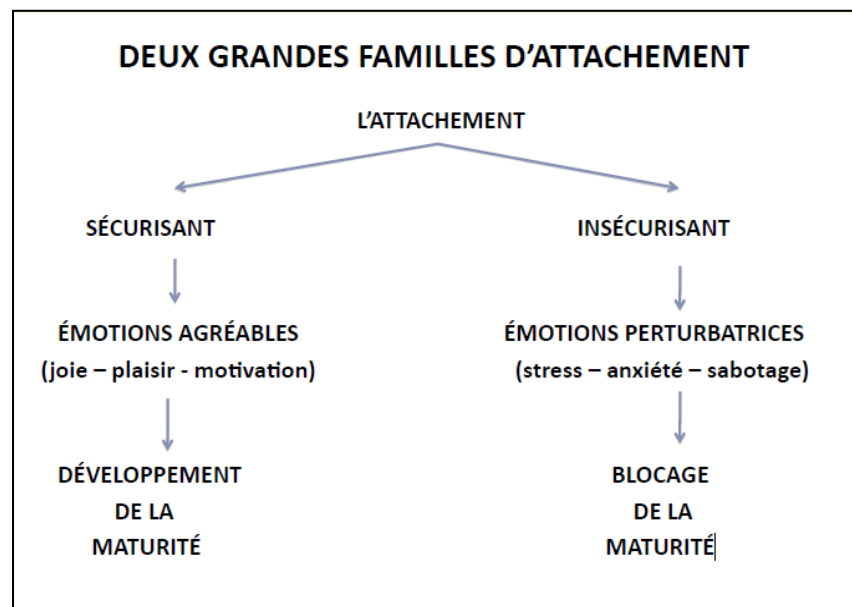 DEUX GRANDES FAMILLES D’ATTACHEMENT
L’ATTACHEMENT
SÉCURISANT
INSÉCURISANT
ÉMOTIONS AGRÉABLES
(joie – plaisir - motivation)
ÉMOTIONS PERTURBATRICES
(stress – anxiété – sabotage)
DÉVELOPPEMENT
DE LA
MATURITÉ
BLOCAGE
DE LA
MATURITÉ